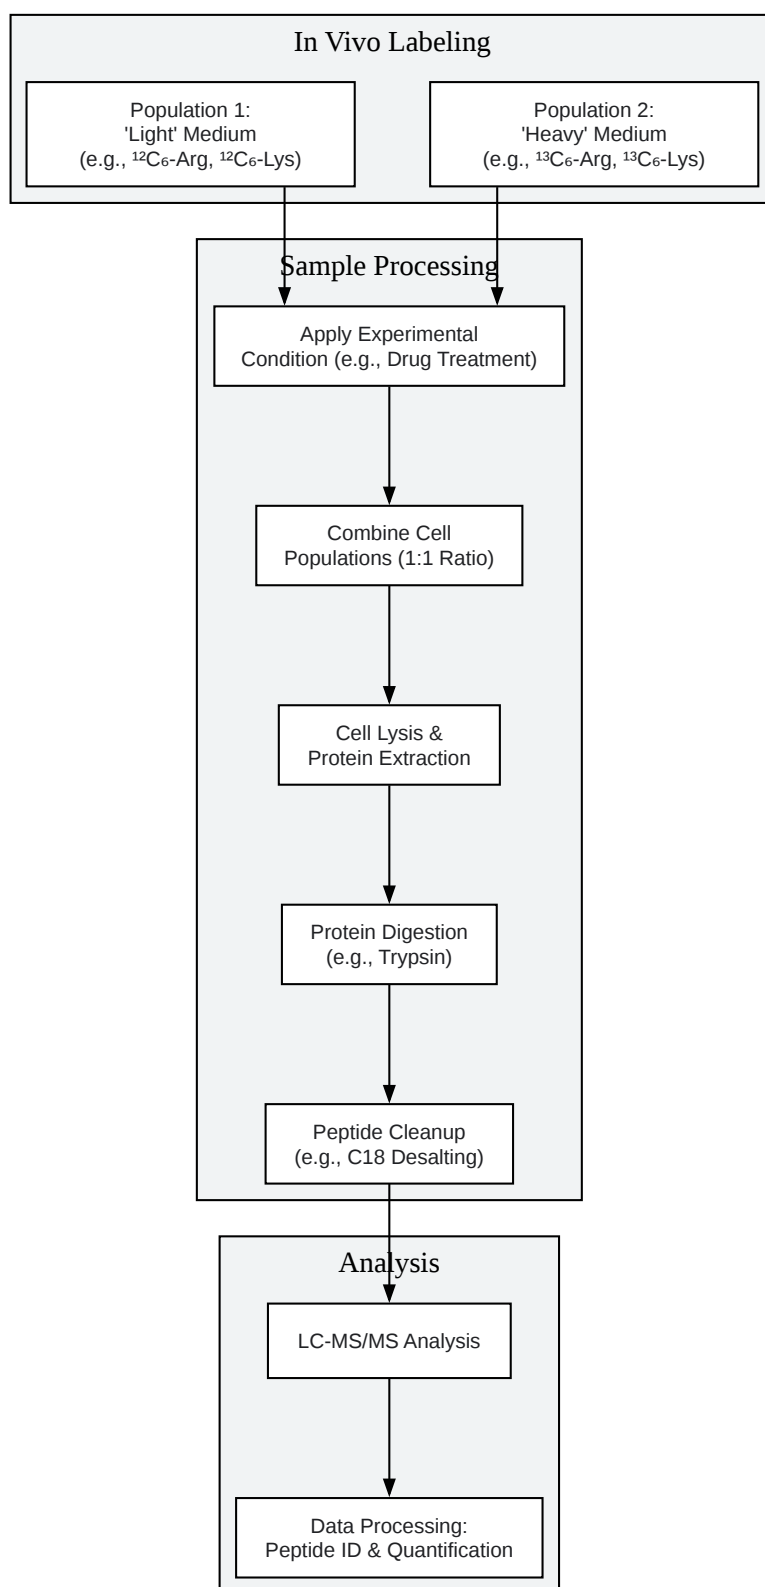 In Vivo Labeling
Population 1:
'Light' Medium
(e.g., ¹²C₆-Arg, ¹²C₆-Lys)
Population 2:
'Heavy' Medium
(e.g., ¹³C₆-Arg, ¹³C₆-Lys)
Sample Processing
Apply Experimental
Condition (e.g., Drug Treatment)
Combine Cell
Populations (1:1 Ratio)
Cell Lysis &
Protein Extraction
Protein Digestion
(e.g., Trypsin)
Peptide Cleanup
(e.g., C18 Desalting)
Analysis
LC-MS/MS Analysis
Data Processing:
Peptide ID & Quantification